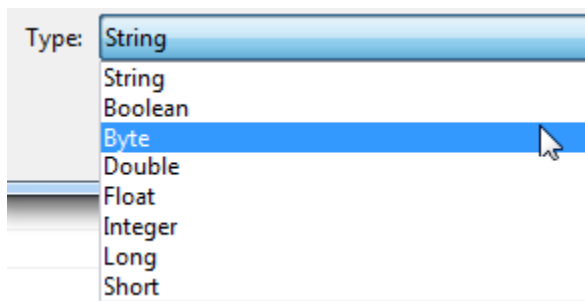 Type: String
String
Boolean
Byte
Double
Float
Integer
Long
Short